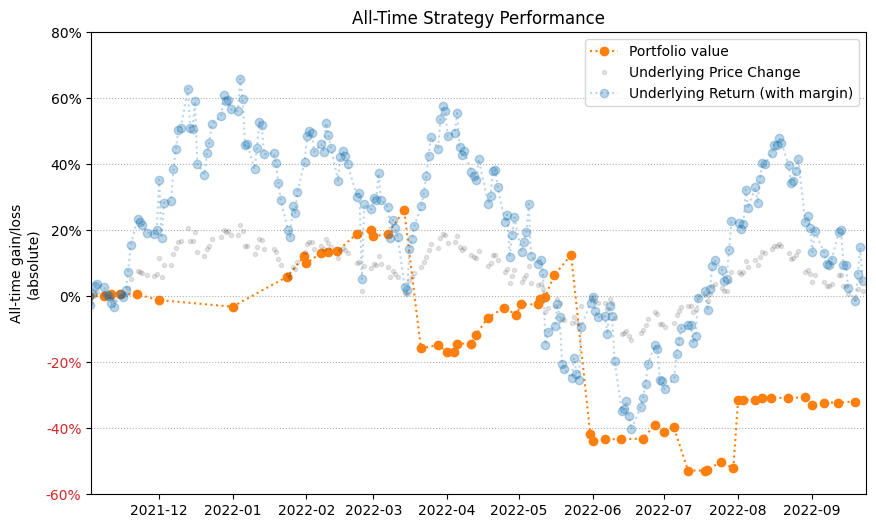 All-Time Strategy Performance
Portfolio value
Underlying Price Change
Underlying Return (with margin)
All-time gain/loss
(absolute)
80%
60%
40%
20%
0%
-20%
-40%
-60%
2021-12 2022-01 2022-02 2022-03 2022-04 2022-05 2022-06 2022-07 2022-08 2022-09